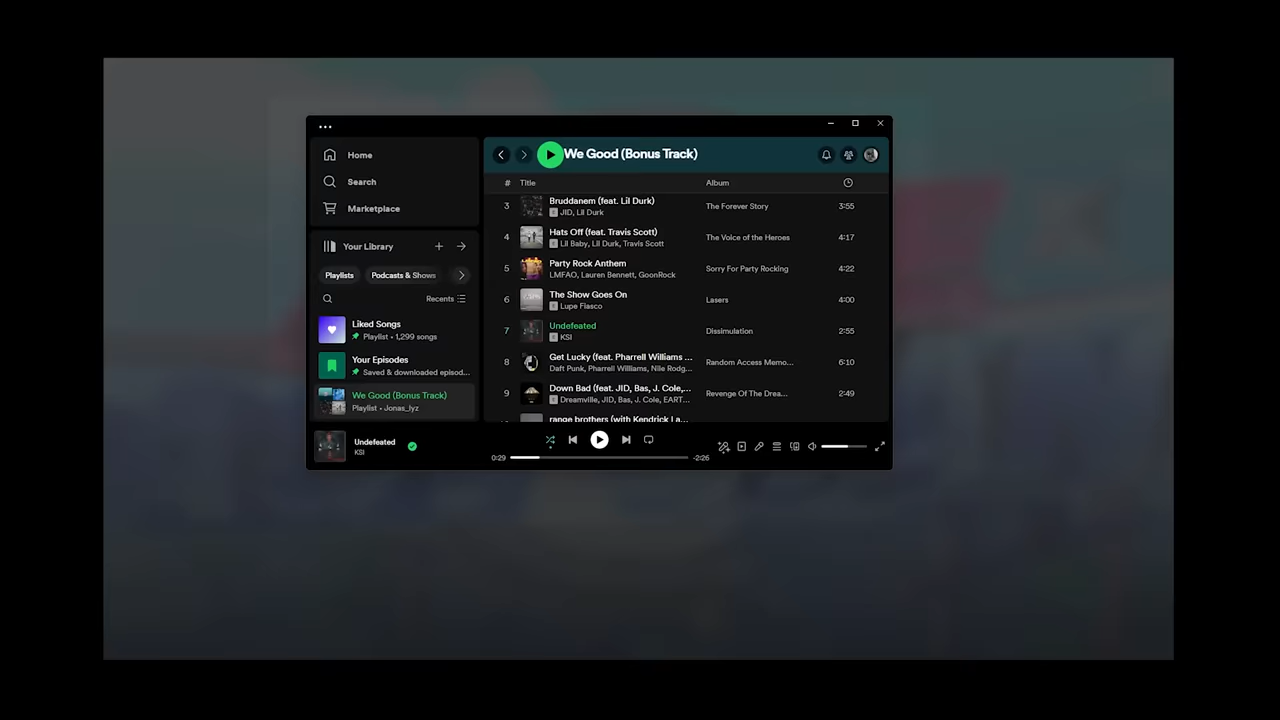 Home
Search
Marketplace
Your Library
Playlists
Podcasts & Shows
Recents
Liked Songs
Playlist • 1,299 songs
Your Episodes
Saved & downloaded episod...
We Good (Bonus Track)
Playlist • Jonas_lyz
We Good (Bonus Track)
# Title Album
3 Bruddanem (feat. Lil Durk) The Forever Story 3:55
E JID, Lil Durk
4 Hats Off (feat. Travis Scott) The Voice of the Heroes 4:17
E Lil Baby, Lil Durk, Travis Scott
5 Party Rock Anthem Sorry For Party Rocking 4:22
LMFAO, Lauren Bennett, GoonRock
6 The Show Goes On Lasers 4:00
E Lupe Fiasco
7 Undefeated Dissimulation 2:55
E KSI
8 Get Lucky (feat. Pharrell Williams ... Random Access Memo... 6:10
Daft Punk, Pharrell Williams, Nile Rodg...
9 Down Bad (feat. JID, Bas, J. Cole,... Revenge Of The Drea... 2:49
E Dreamville, JID, Bas, J. Cole, EART...
range brothers (with Kendrick La...
Undefeated
KSI
0:29 -2:26